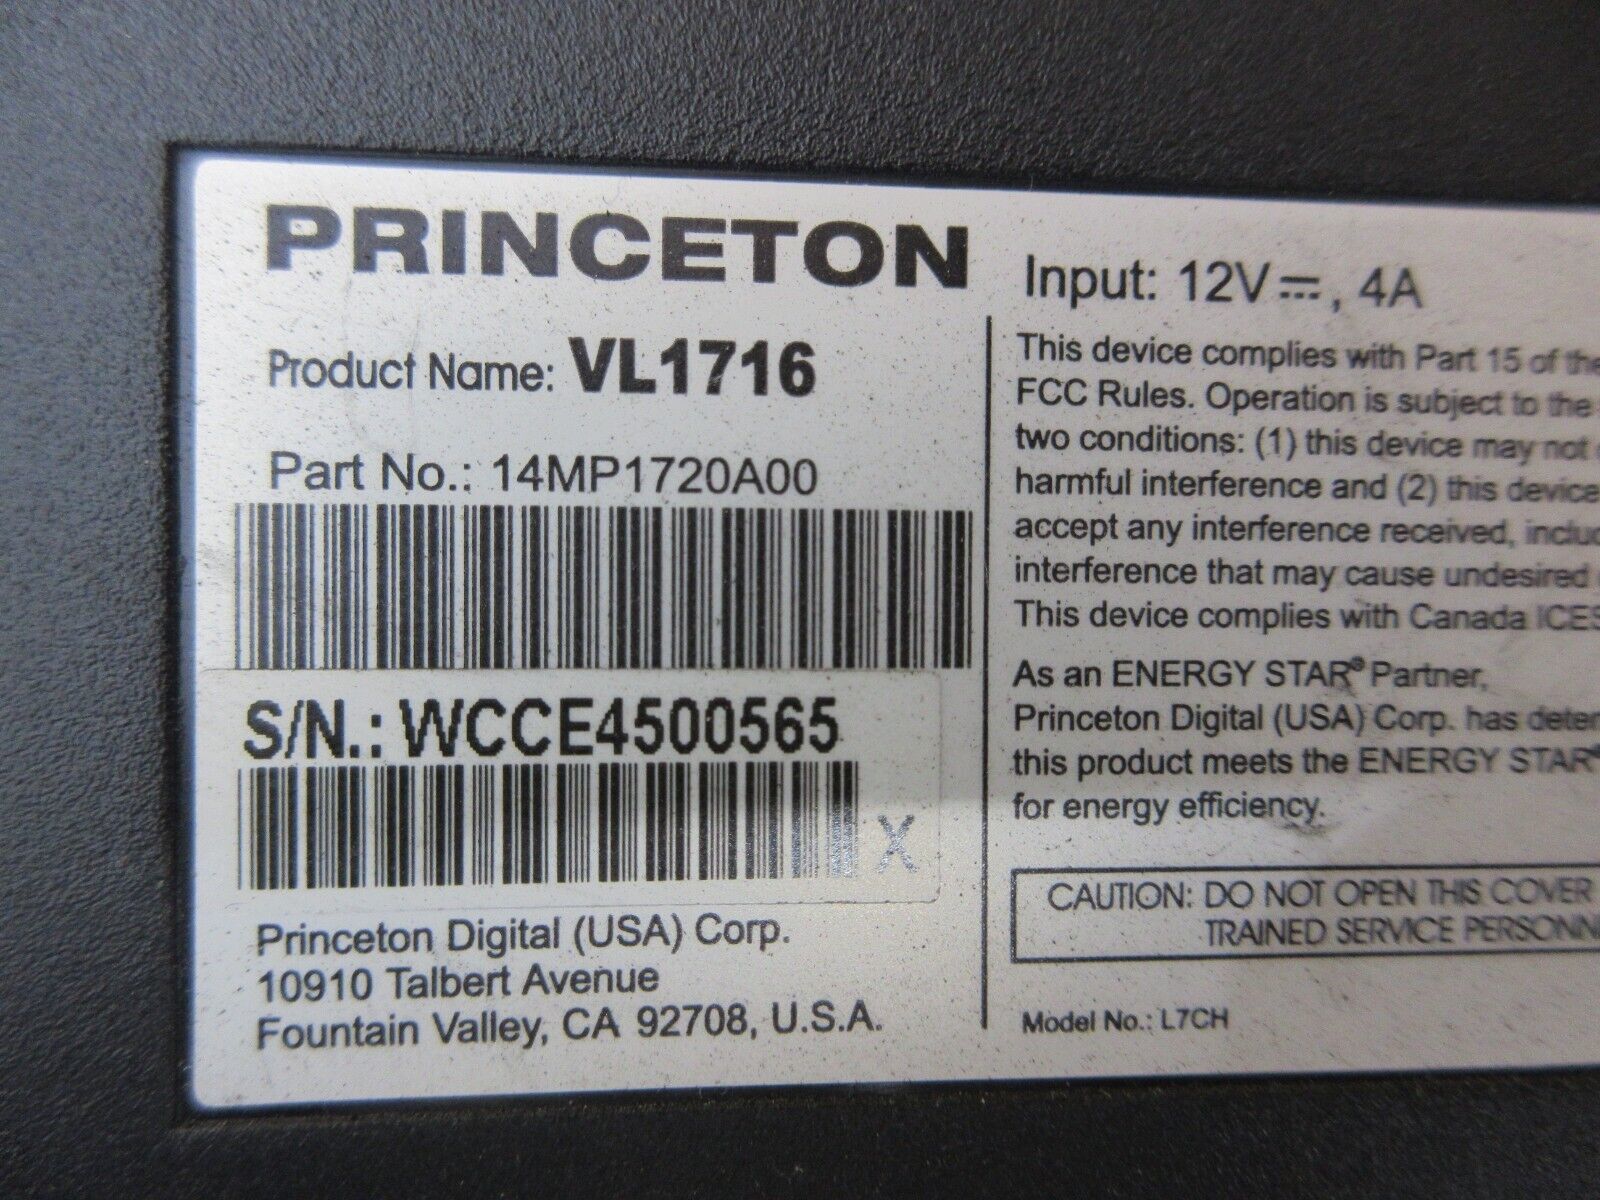 PRINCETON
Product Name: VL1716
Part No.: 14MP1720A00
S/N.: WCCE4500565
X
Princeton Digital (USA) Corp.
10910 Talbert Avenue
Fountain Valley, CA 92708, U.S.A.
Input: 12V⎓, 4A
This device complies with Part 15 of the
FCC Rules. Operation is subject to the
two conditions: (1) this device may not
harmful interference and (2) this device
accept any interference received,
interference that may cause undesired
This device complies with Canada
As an ENERGY STAR® Partner,
Princeton Digital (USA) Corp. has
this product meets the ENERGY STAR®
for energy efficiency.
CAUTION: DO NOT OPEN THIS COVER
TRAINED SERVICE
Model No.: L7CH